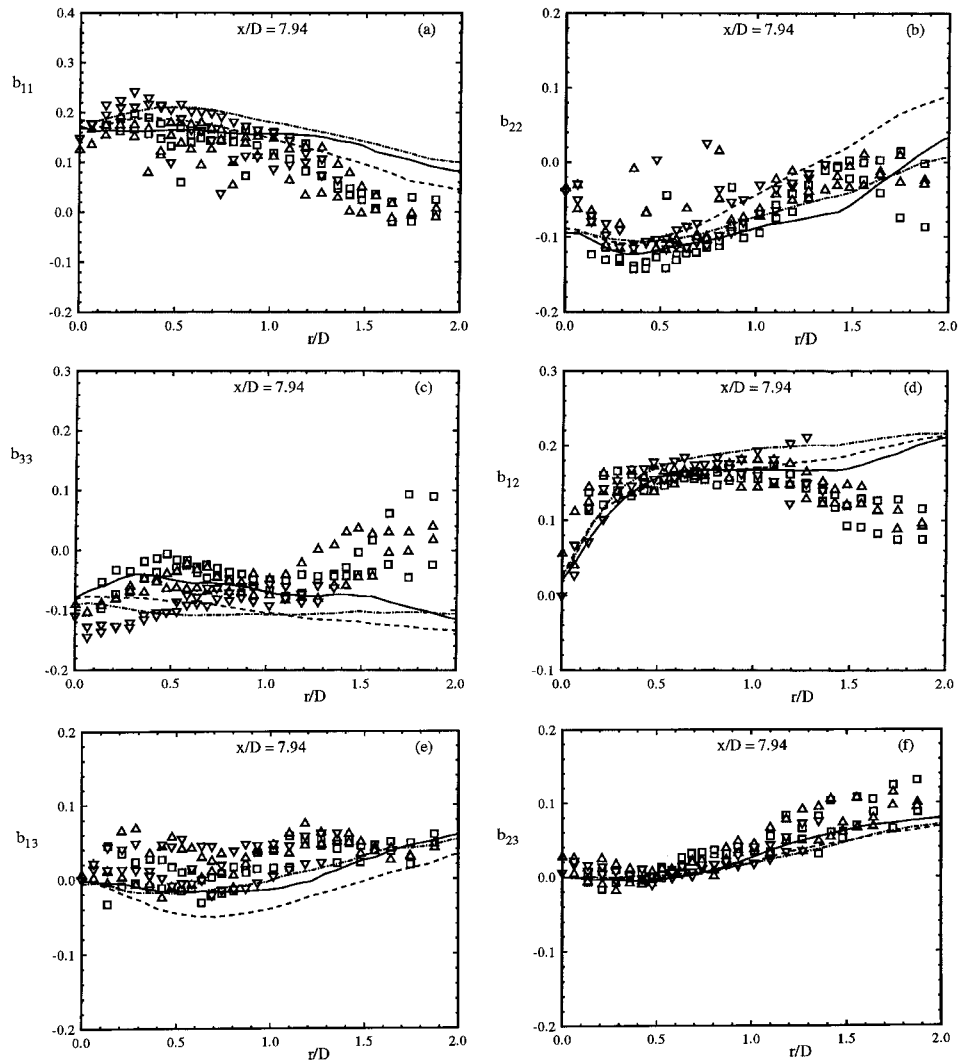 x/D = 7.94 (a)
b11
0.4
0.3
0.2
0.1
0.0
-0.1
-0.2
0.0 0.5 1.0 1.5 2.0
r/D
x/D = 7.94 (b)
b22
0.2
0.1
0.0
-0.1
-0.2
0.0 0.5 1.0 1.5 2.0
r/D
x/D = 7.94 (c)
b33
0.3
0.2
0.1
0.0
-0.1
-0.2
0.0 0.5 1.0 1.5 2.0
r/D
x/D = 7.94 (d)
b12
0.3
0.2
0.1
0.0
-0.1
0.0 0.5 1.0 1.5 2.0
r/D
x/D = 7.94 (e)
b13
0.2
0.1
0.0
-0.1
-0.2
0.0 0.5 1.0 1.5 2.0
r/D
x/D = 7.94 (f)
b23
0.2
0.1
0.0
-0.1
-0.2
0.0 0.5 1.0 1.5 2.0
r/D